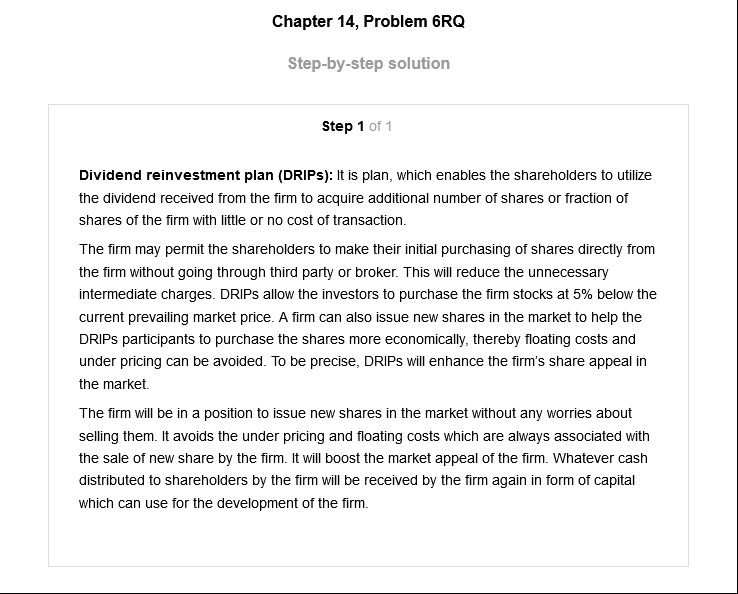 Chapter 14, Problem 6RQ
Step-by-step solution
Step 1 of 1
Dividend reinvestment plan (DRIPs): It is plan, which enables the shareholders to utilize
the dividend received from the firm to acquire additional number of shares or fraction of
shares of the firm with little or no cost of transaction.
The firm may permit the shareholders to make their initial purchasing of shares directly from
the firm without going through third party or broker. This will reduce the unnecessary
intermediate charges. DRIPs allow the investors to purchase the firm stocks at 5% below the
current prevailing market price. A firm can also issue new shares in the market to help the
DRIPs participants to purchase the shares more economically, thereby floating costs and
under pricing can be avoided. To be precise, DRIPs will enhance the firm's share appeal in
the market.
The firm will be in a position to issue new shares in the market without any worries about
selling them. It avoids the under pricing and floating costs which are always associated with
the sale of new share by the firm. It will boost the market appeal of the firm. Whatever cash
distributed to shareholders by the firm will be received by the firm again in form of capital
which can use for the development of the firm.